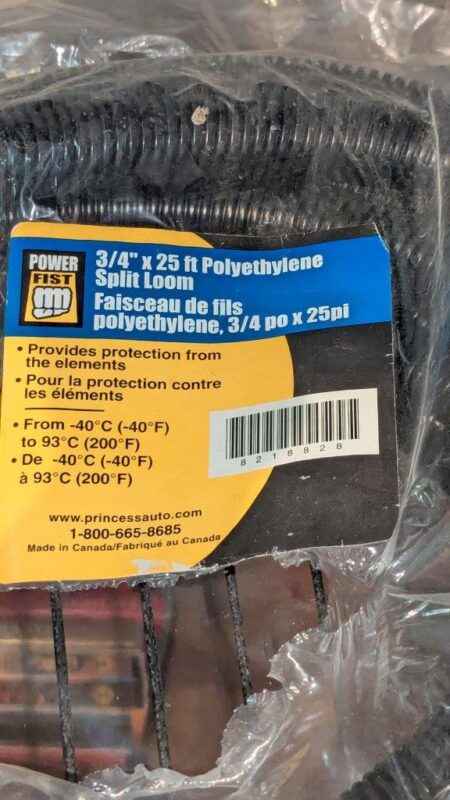 POWER
FIST
3/4" x 25 ft Polyethylene
Split Loom
Faisceau de fils
polyethylene, 3/4 po x 25pi
• Provides protection from
the elements
• Pour la protection contre
les éléments
• From -40°C (-40°F)
to 93°C (200°F)
• De -40°C (-40°F)
à 93°C (200°F)
8218828
www.princessauto.com
1-800-665-8685
Made in Canada/Fabriqué au Canada